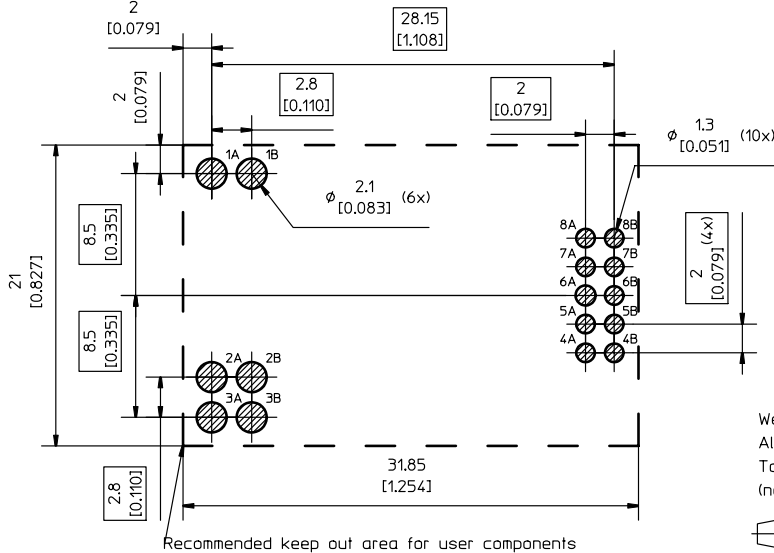 2
[0.079]
28.15
[1.108]
2
[0.079]
2.8
[0.110]
2
[0.079]
ø 1.3 (10x)
[0.051]
1A 1B
ø 2.1 (6x)
[0.083]
8.5
[0.335]
21
[0.827]
8.5
[0.335]
8A 8B
7A 7B
6A 6B
5A 5B
4A 4B
2 (4x)
[0.079]
2A 2B
3A 3B
2.8
[0.110]
31.85
[1.254]
We
Al
To
(n
Recommended keep out area for user components